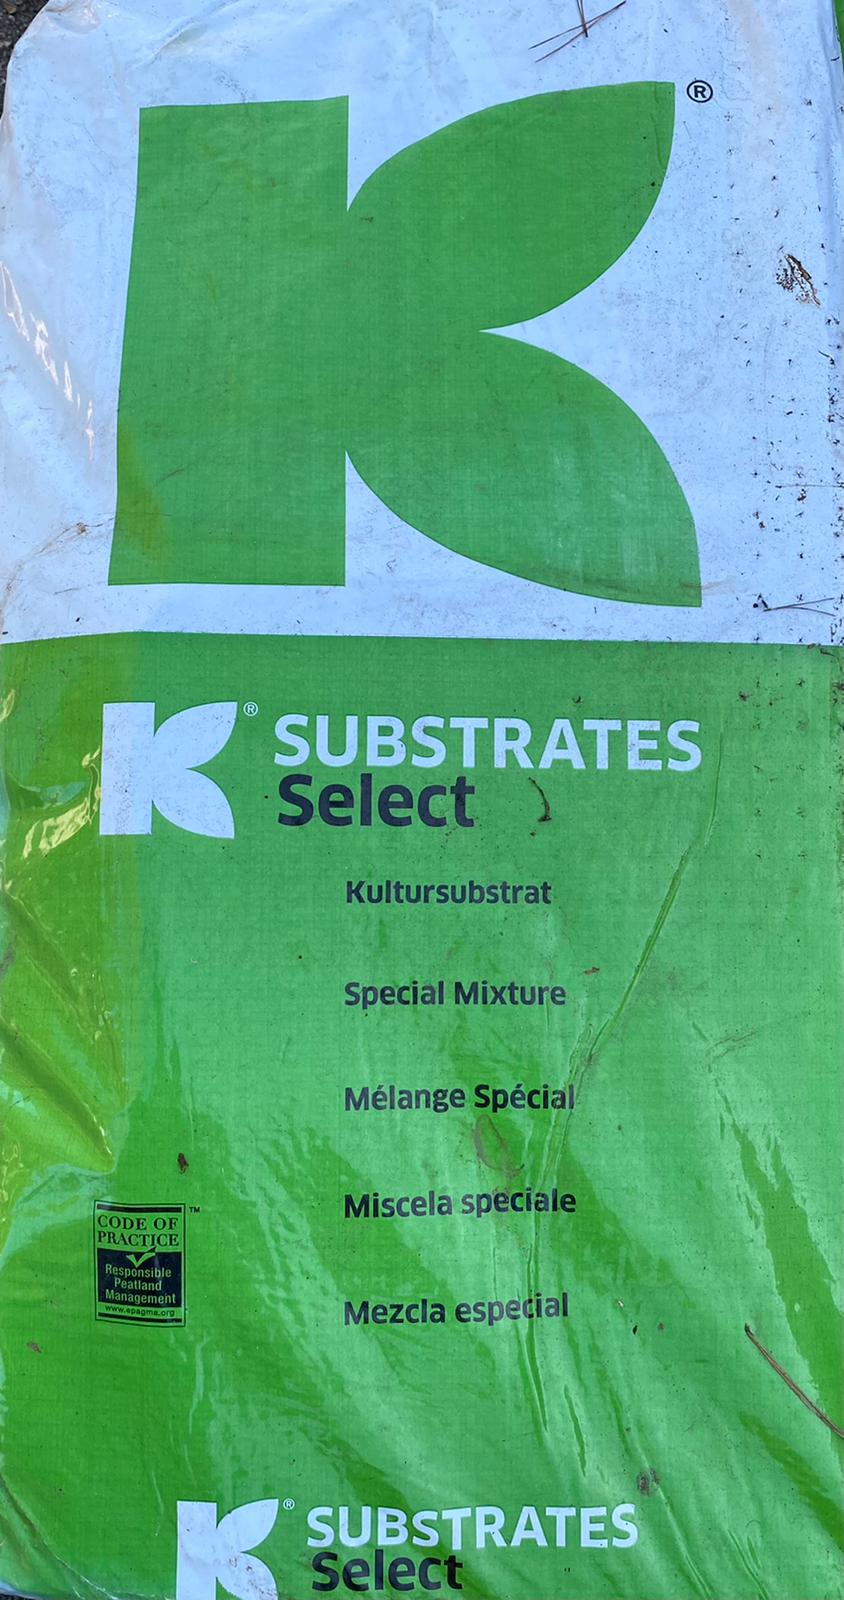 K®
K® SUBSTRATES
Select
Kultursubstrat
Special Mixture
Mélange Spécial
Miscela speciale
Mezcla especial
CODE OF
PRACTICE
™
Responsible
Peatland
Management
www.epagma.org
K® SUBSTRATES
Select